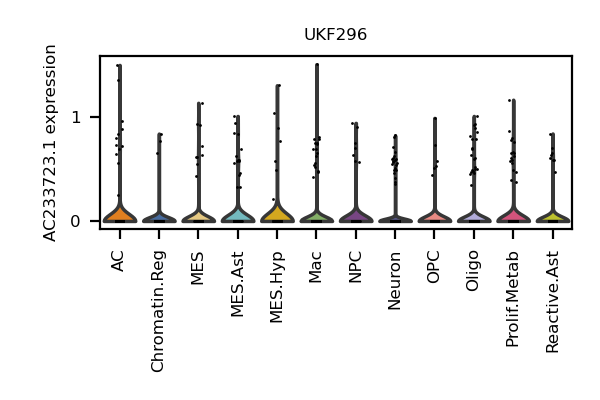 UKF296
AC233723.1 expression
1
0
AC
Chromatin.Reg
MES
MES.Ast
MES.Hyp
Mac
NPC
Neuron
OPC
Oligo
Prolif.Metab
Reactive.Ast